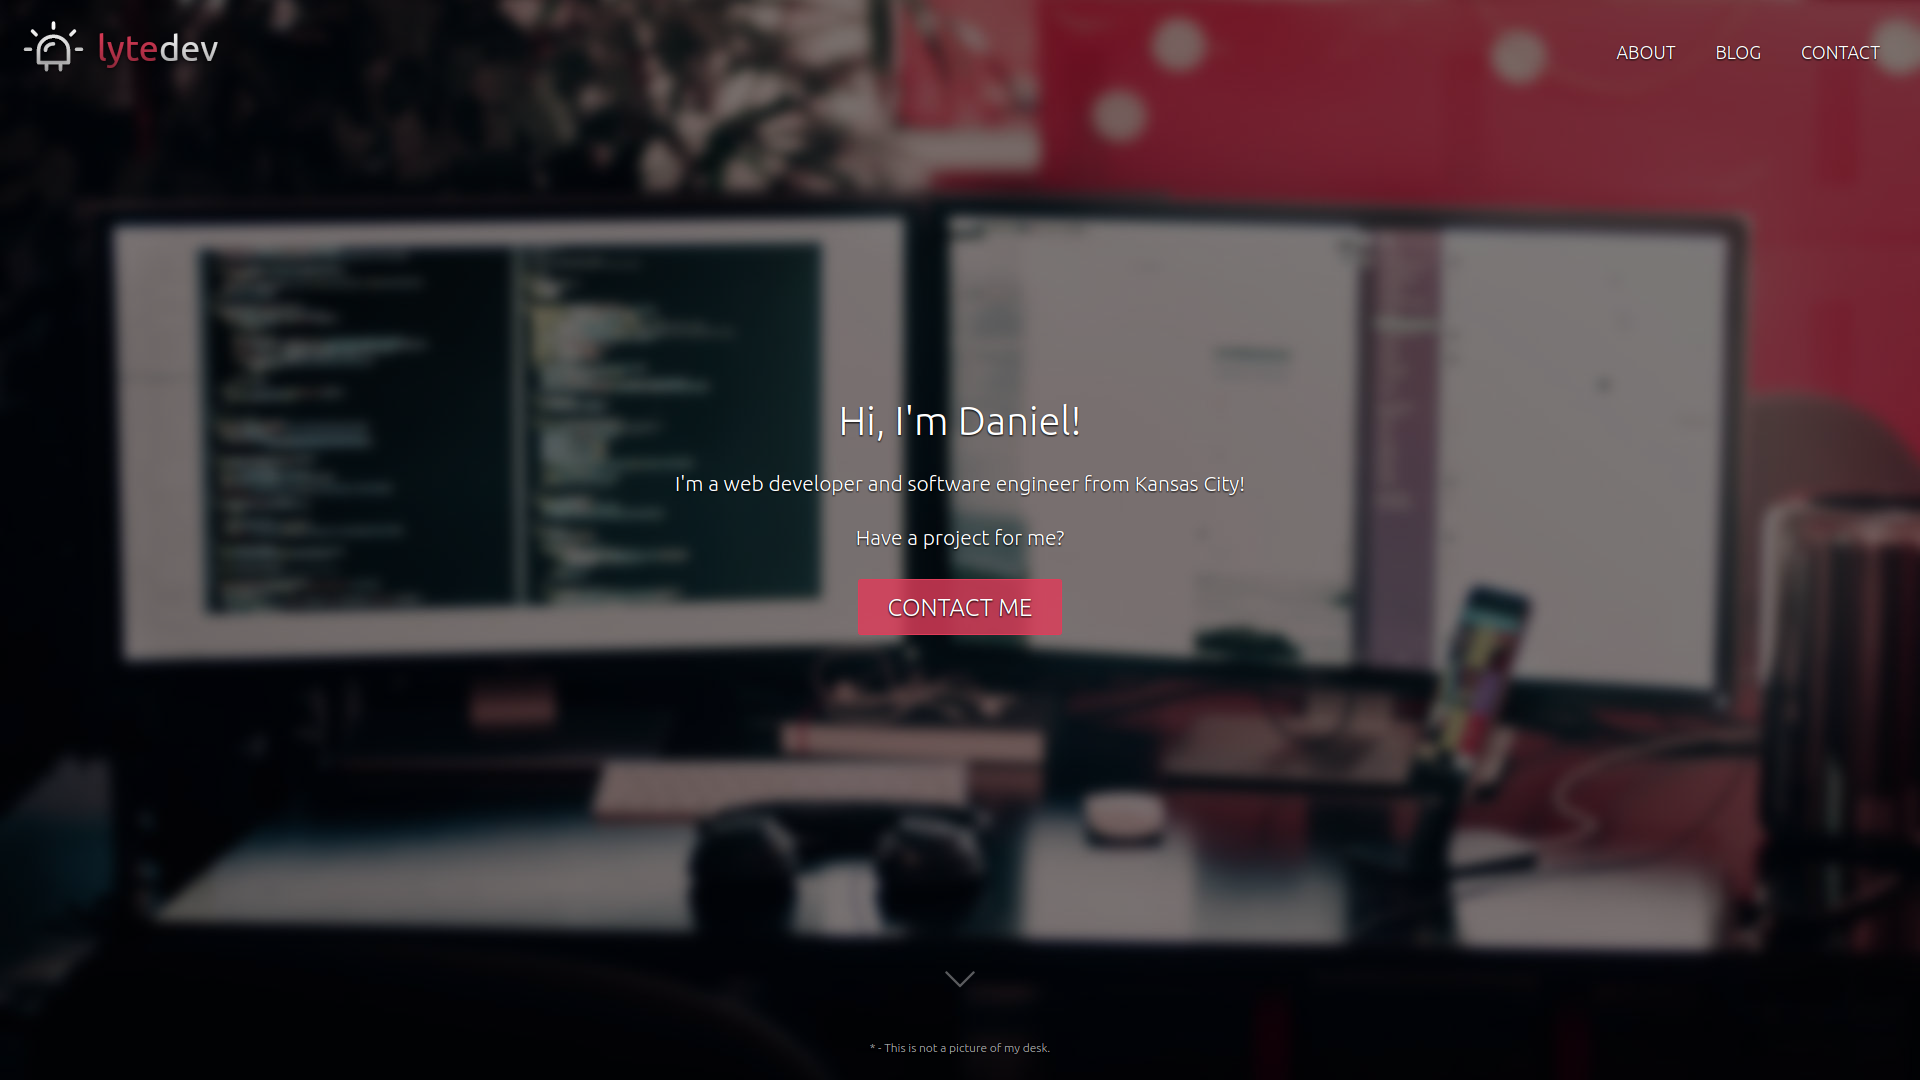 lytedev
ABOUT
BLOG
CONTACT
Hi, I'm Daniel!
I'm a web developer and software engineer from Kansas City!
Have a project for me?
CONTACT ME
* - This is not a picture of my desk.